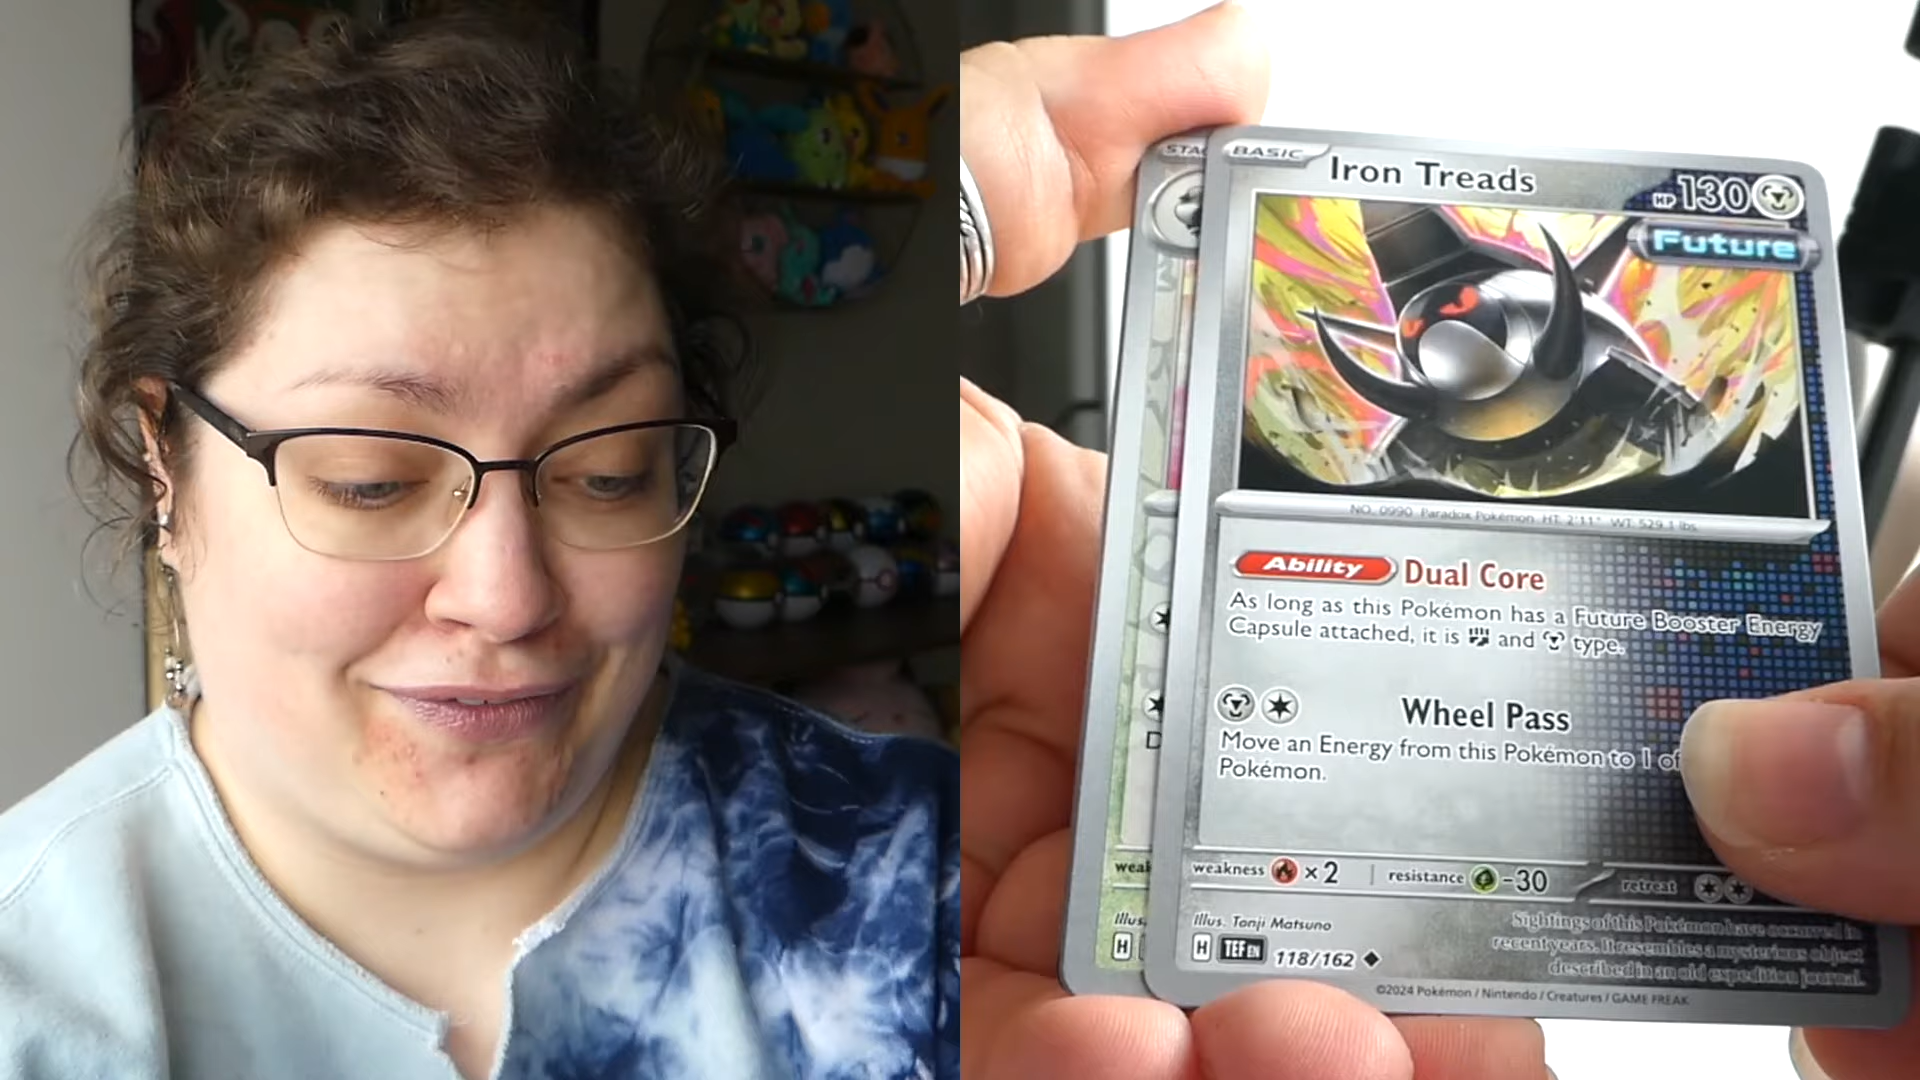 STA
BASIC
Iron Treads
HP 130
Future
NO. 0990 Paradox Pokémon HT: 2'11" WT: 529.1 lbs.
Ability Dual Core
As long as this Pokémon has a Future Booster Energy
Capsule attached, it is and type.
Wheel Pass
Move an Energy from this Pokémon to 1 of
Pokémon.
D
weak
weakness ×2 resistance -30 retreat
Illus.
Illus. Tonji Matsuno
Sightings of this Pokémon have occurred in
recent years. It resembles a mysterious object
described in an old expedition journal.
H
H TEF EN 118/162
©2024 Pokémon / Nintendo / Creatures / GAME FREAK